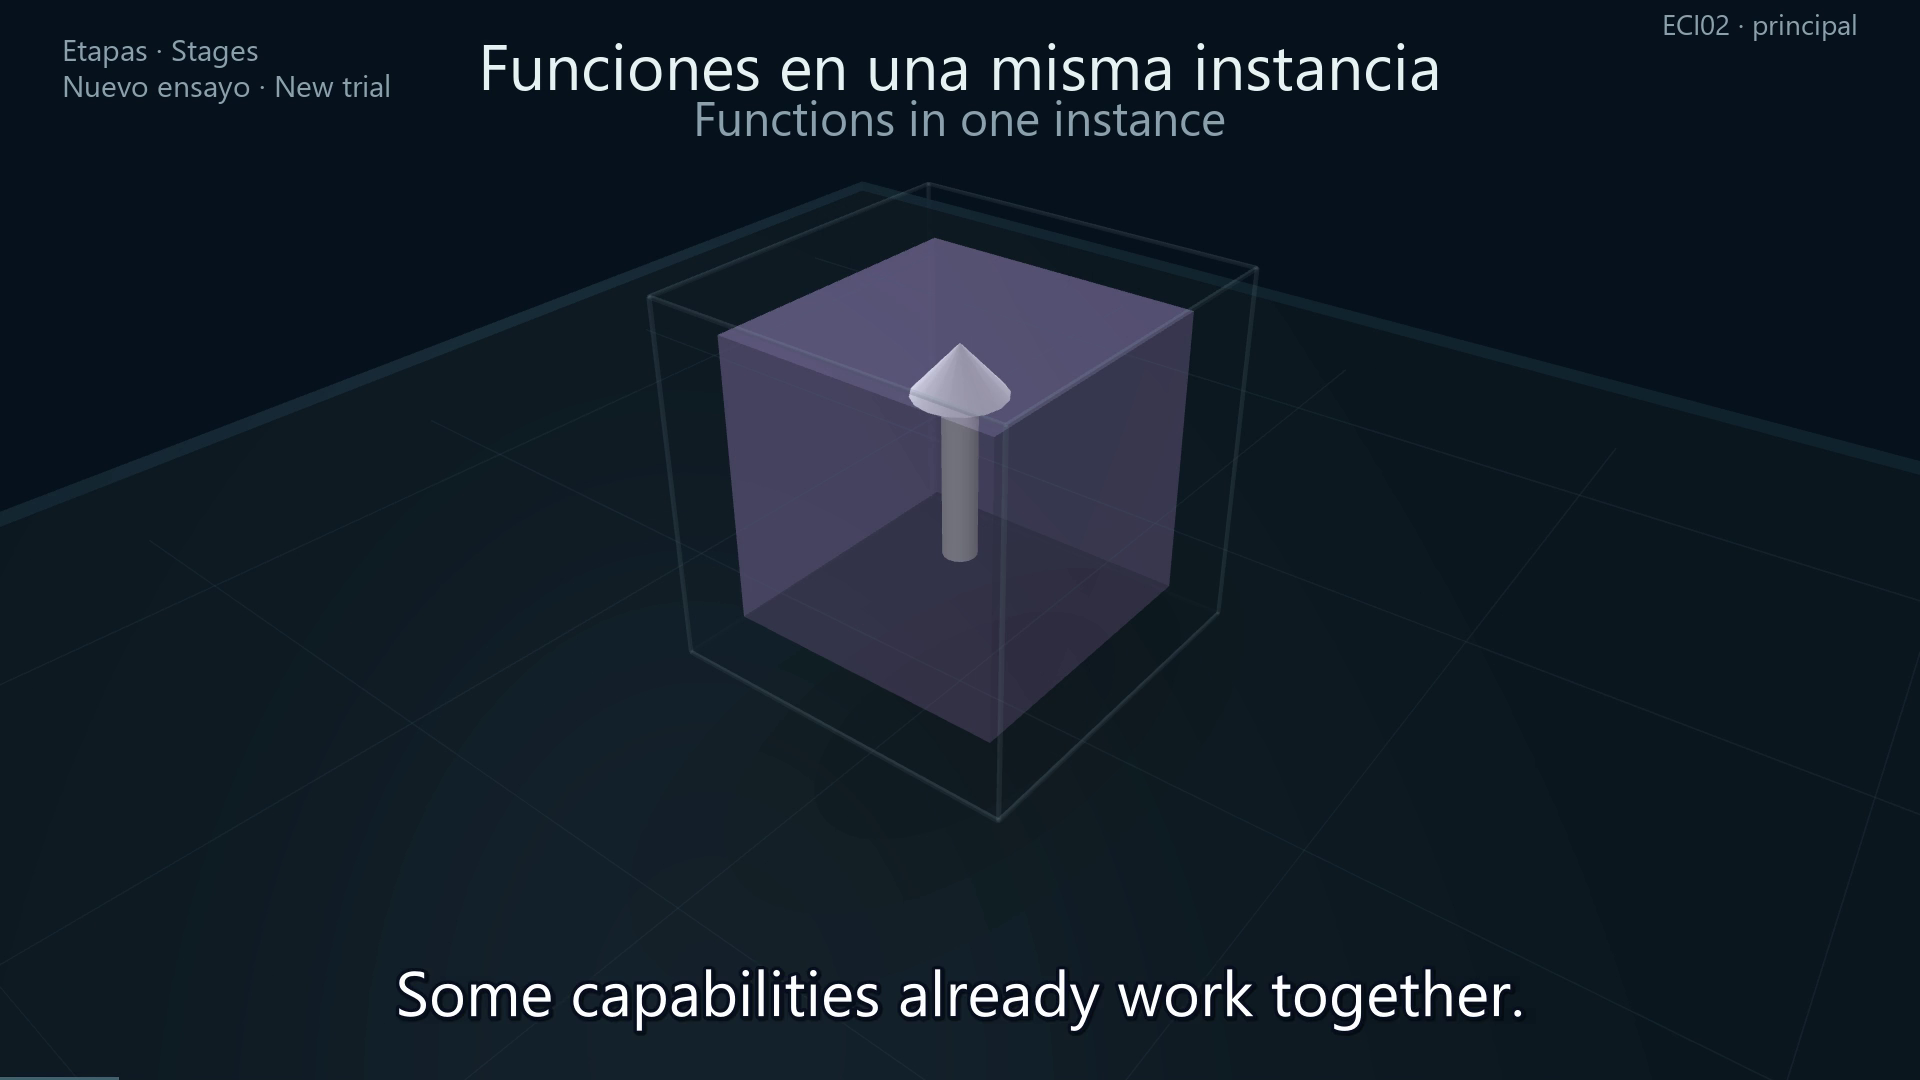 Etapas · Stages
Nuevo ensayo · New trial
Funciones en una misma instancia
Functions in one instance
ECI02 · principal
Some capabilities already work together.